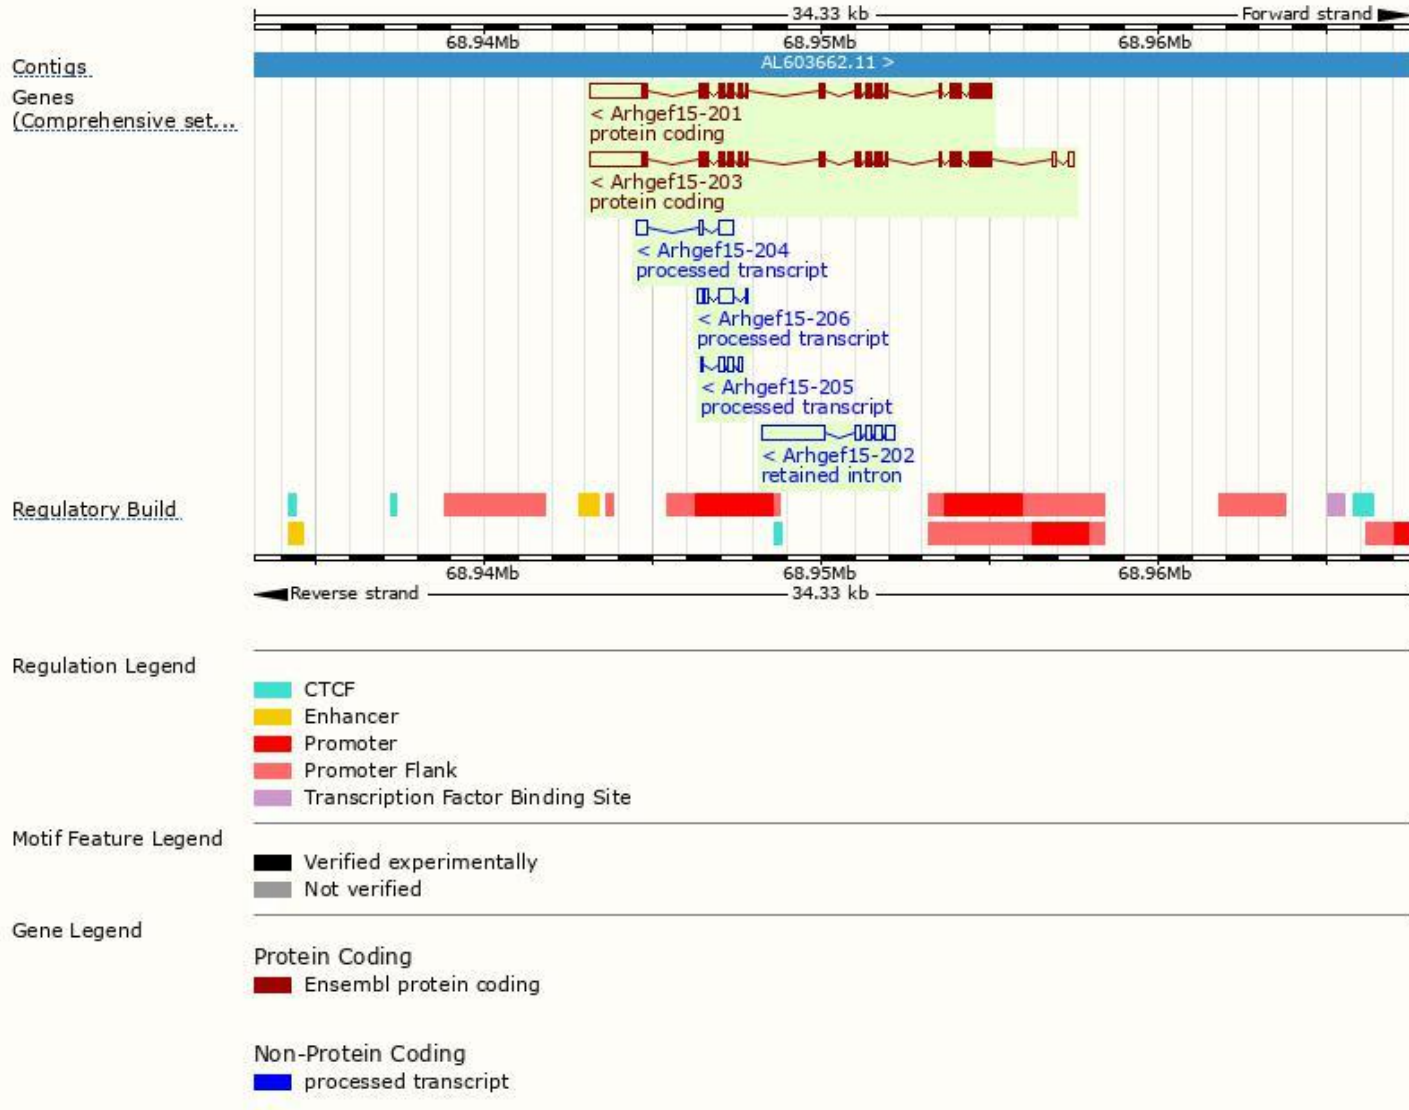 34.33 kb
Forward strand
68.94Mb 68.95Mb 68.96Mb
Contigs
AL603662.11 >
Genes
(Comprehensive set...
< Arhgef15-201
protein coding
< Arhgef15-203
protein coding
< Arhgef15-204
processed transcript
< Arhgef15-206
processed transcript
< Arhgef15-205
processed transcript
< Arhgef15-202
retained intron
Regulatory Build
68.94Mb 68.95Mb 68.96Mb
Reverse strand
34.33 kb
Regulation Legend
CTCF
Enhancer
Promoter
Promoter Flank
Transcription Factor Binding Site
Motif Feature Legend
Verified experimentally
Not verified
Gene Legend
Protein Coding
Ensembl protein coding
Non-Protein Coding
processed transcript